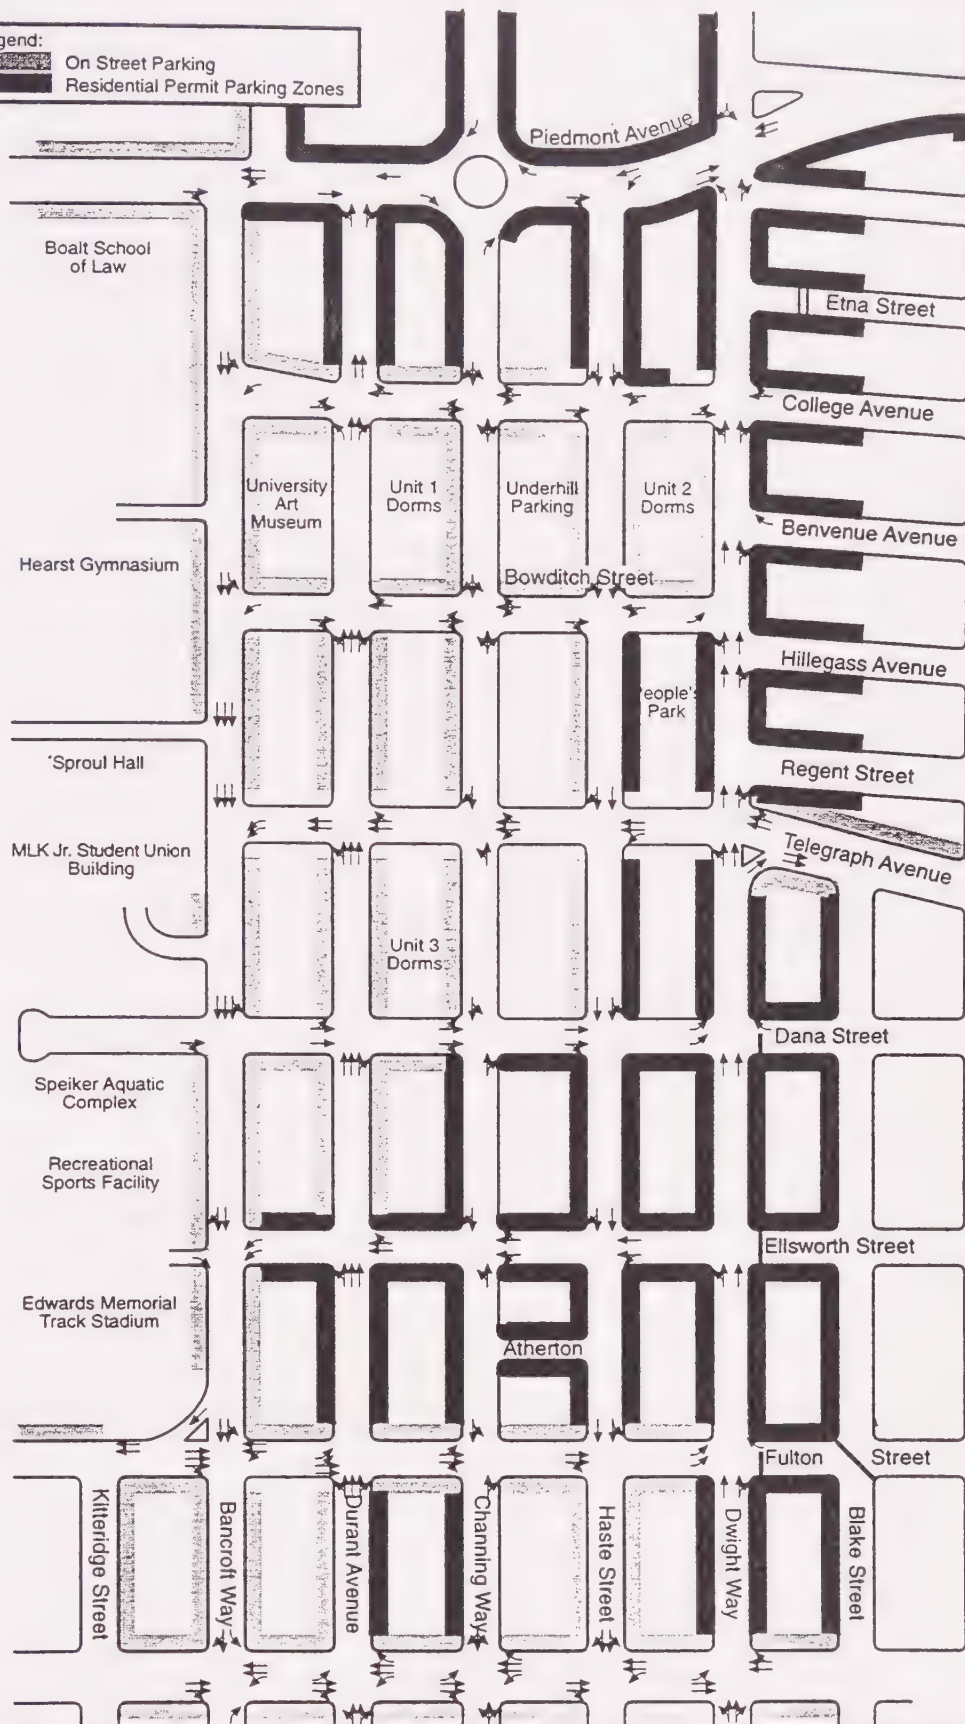 gend:
On Street Parking
Residential Permit Parking Zones
Piedmont Avenue
Boalt School
of Law
Etna Street
College Avenue
University
Art
Museum
Unit 1
Dorms
Underhill
Parking
Unit 2
Dorms
Benvenue Avenue
Hearst Gymnasium
Bowditch Street
Hillegass Avenue
eople's
Park
Sproul Hall
Regent Street
MLK Jr. Student Union
Building
Telegraph Avenue
Unit 3
Dorms
Dana Street
Speiker Aquatic
Complex
Recreational
Sports Facility
Ellsworth Street
Edwards Memorial
Track Stadium
Atherton
Fulton Street
Kitteridge Street
Bancroft Way
Durant Avenue
Channing Way
Haste Street
Dwight Way
Blake Street